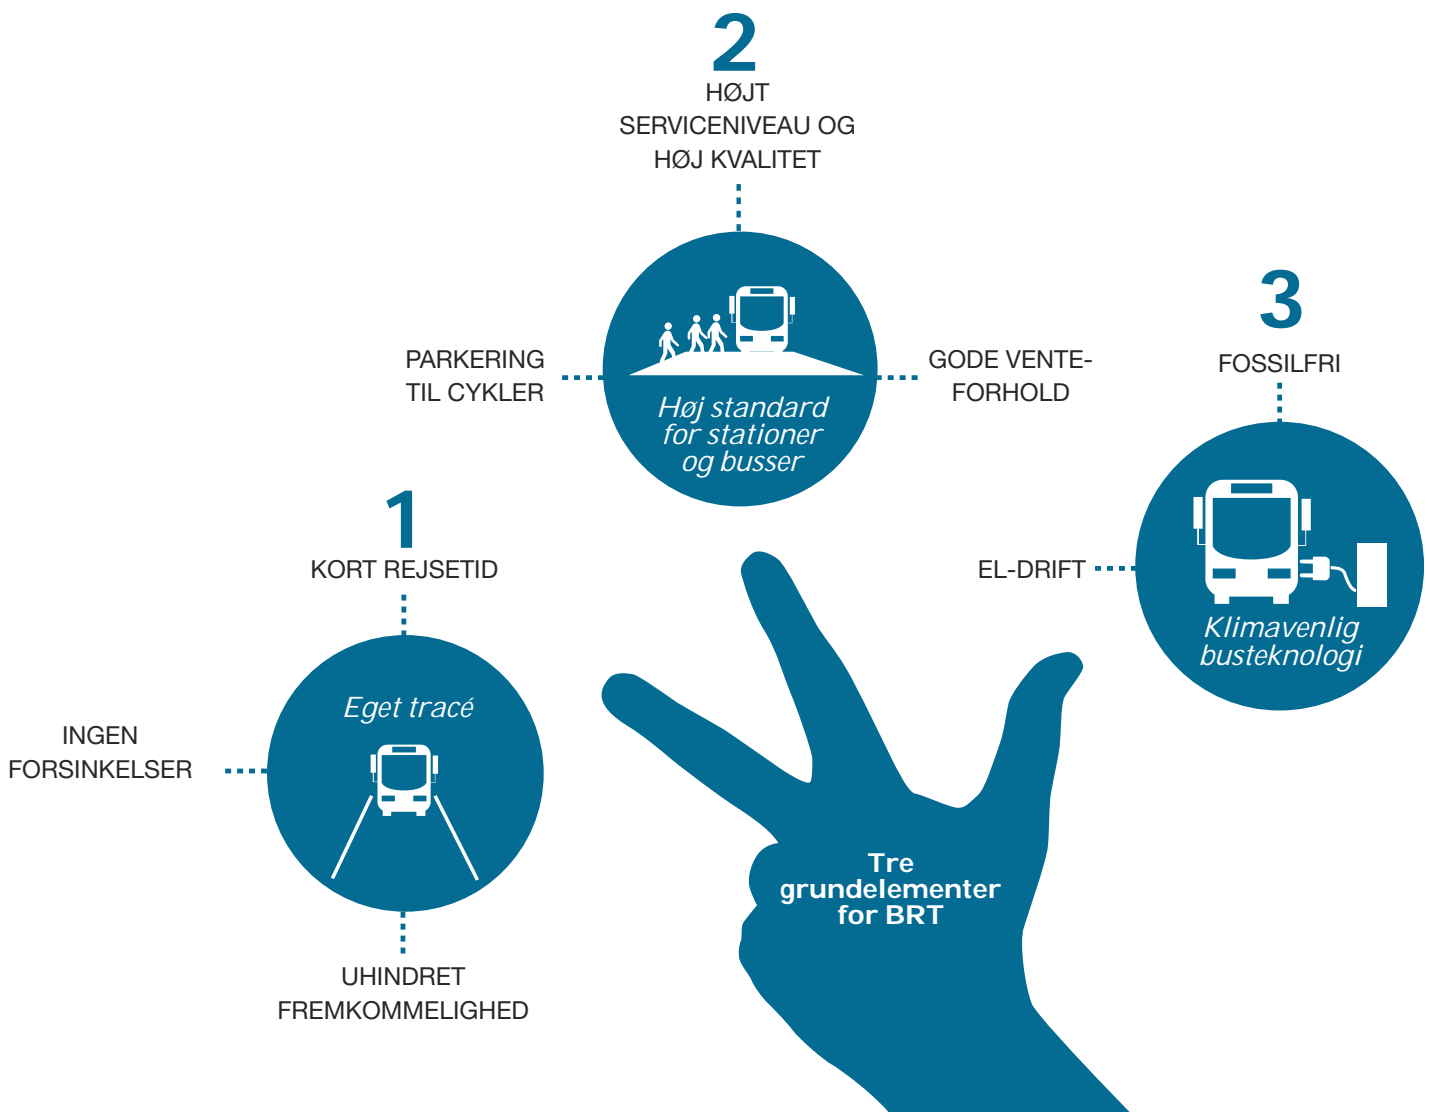 2
HØJT
SERVICENIVEAU OG
HØJ KVALITET
PARKERING
TIL CYKLER
Høj standard
for stationer
og busser
GODE VENTE-
FORHOLD
3
FOSSILFRI
EL-DRIFT
Klimavenlig
busteknologi
1
KORT REJSETID
Eget tracé
INGEN
FORSINKELSER
UHINDRET
FREMKOMMELIGHED
Tre
grundelementer
for BRT